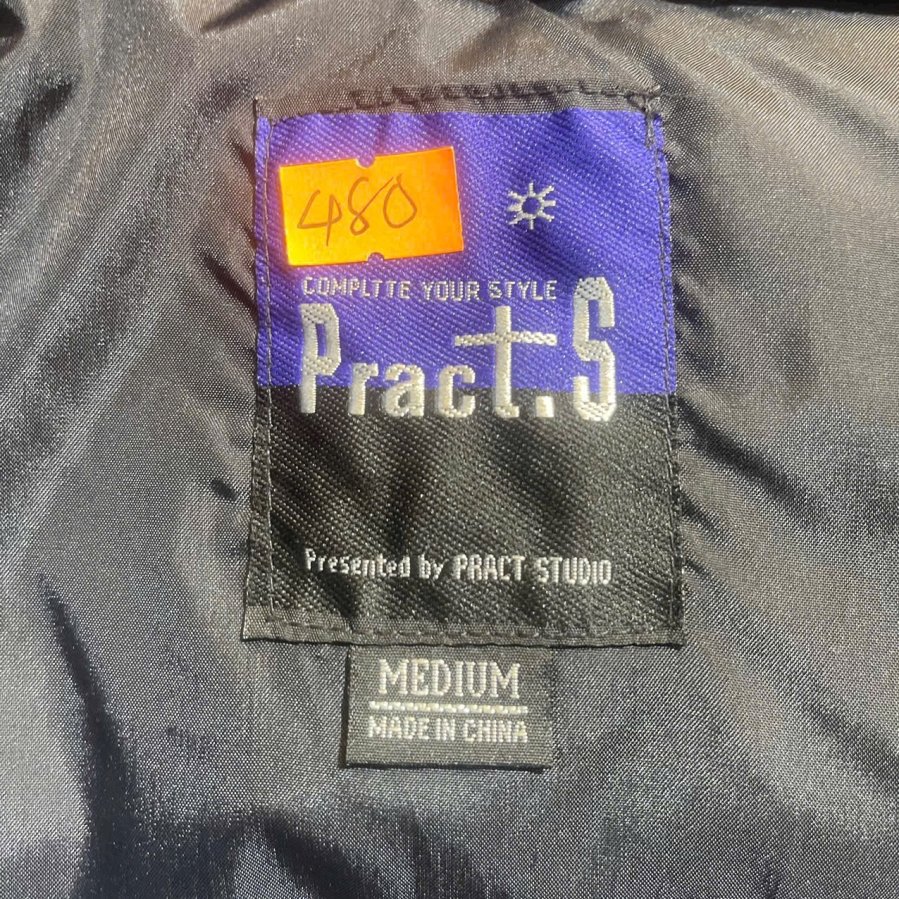 480
COMPLTTE YOUR STYLE
Pract.S
Presented by PRACT STUDIO
MEDIUM
MADE IN CHINA